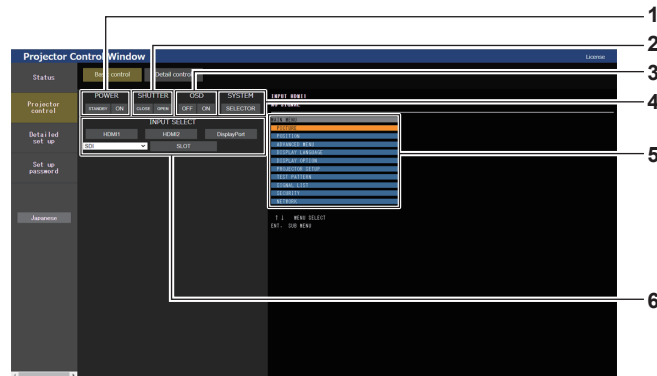 1
2
3
4
5
6
Projector Control Window
License
Status
Basic control
Detail control
Projector control
POWER
SHUTTER
OSD
SYSTEM
STANDBY
ON
CLOSE
OPEN
OFF
ON
SELECTOR
INPUT SELECT
HDMI1
HDMI2
DisplayPort
SDI
SLOT
Detailed set up
Set up password
Japanese
INPUT HDMI1
NO SIGNAL
MAIN MENU
PICTURE
POSITION
ADVANCED MENU
DISPLAY LANGUAGE
DISPLAY OPTION
PROJECTOR SETUP
TEST PATTERN
SIGNAL LIST
SECURITY
NETWORK
↑↓ MENU SELECT
ENT. SUB MENU